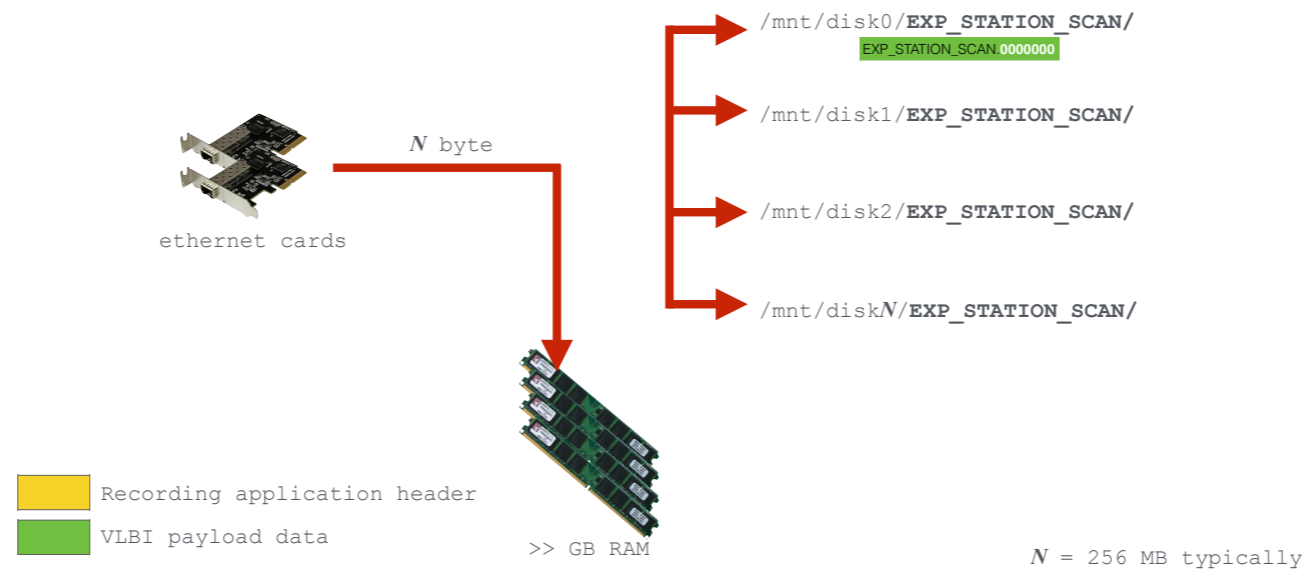 /mnt/disk0/EXP_STATION_SCAN/
EXP_STATION_SCAN.0000000
/mnt/disk1/EXP_STATION_SCAN/
N byte
/mnt/disk2/EXP_STATION_SCAN/
ethernet cards
/mnt/diskN/EXP_STATION_SCAN/
Recording application header
VLBI payload data
>> GB RAM
N = 256 MB typically